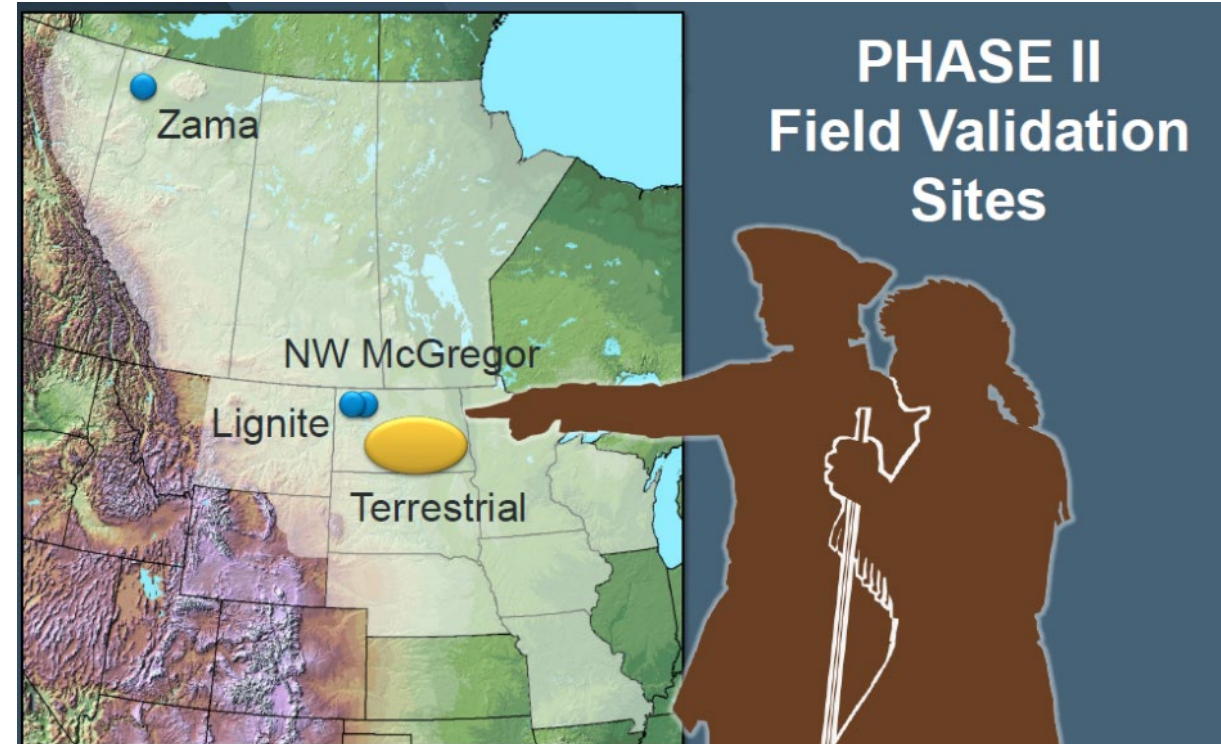 PHASE II
Field Validation
Sites
Zama
NW McGregor
Lignite
Terrestrial